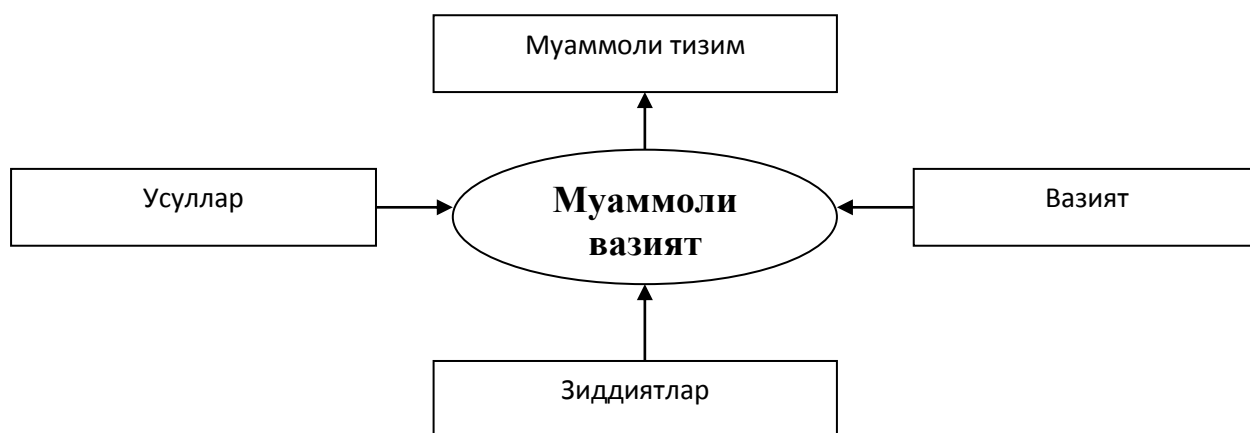 Муаммоли тизим
Усуллар
Муаммоли
вазият
Вазият
Зиддиятлар